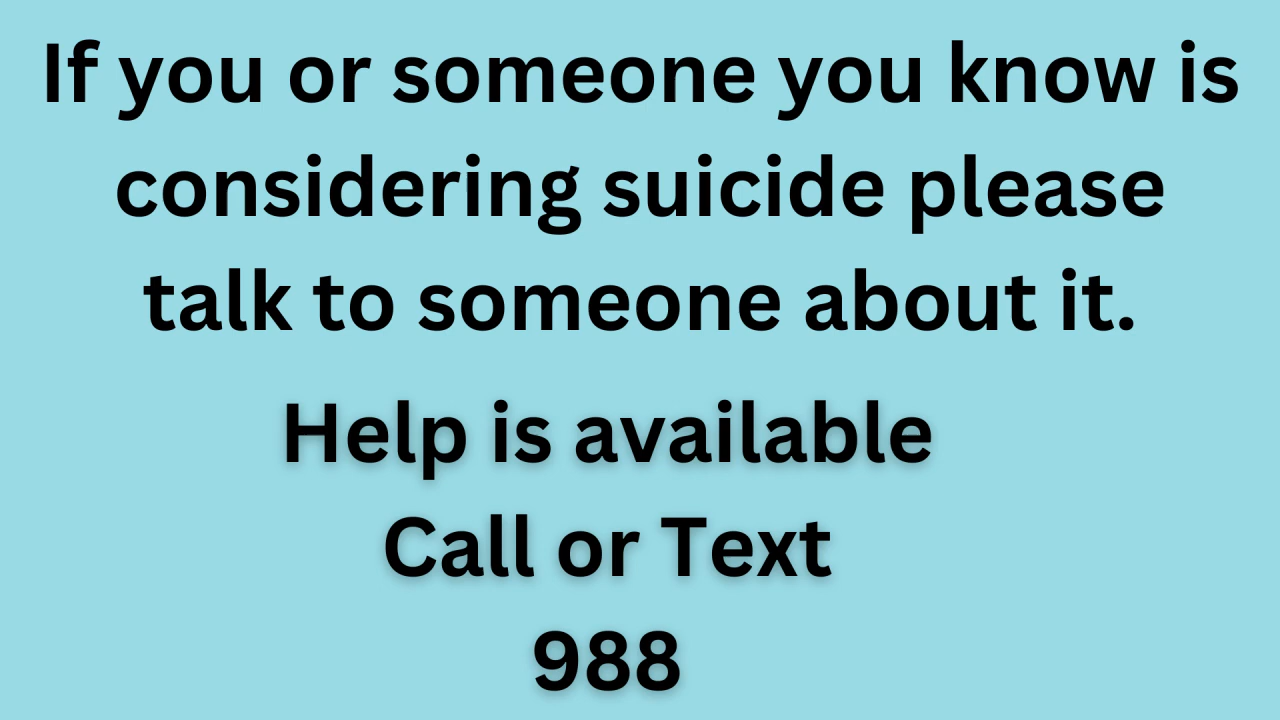 If you or someone you know is
considering suicide please
talk to someone about it.
Help is available
Call or Text
988